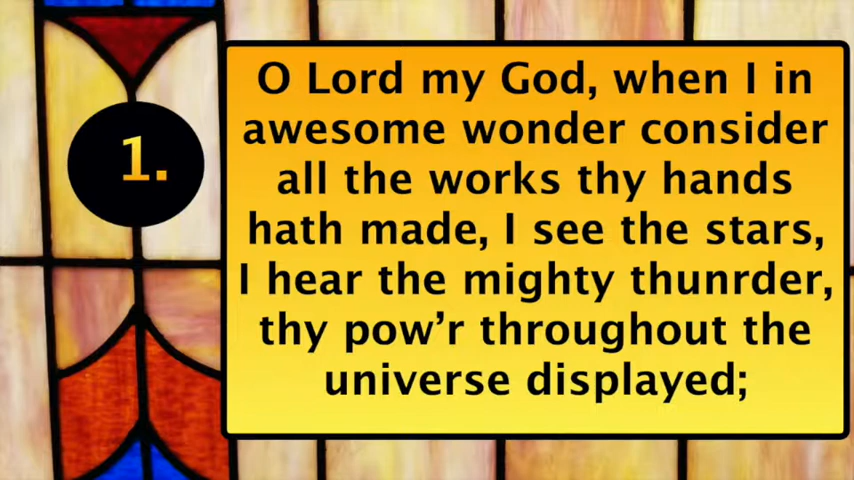 1.
O Lord my God, when I in
awesome wonder consider
all the works thy hands
hath made, I see the stars,
I hear the mighty thunrder,
thy pow’r throughout the
universe displayed;